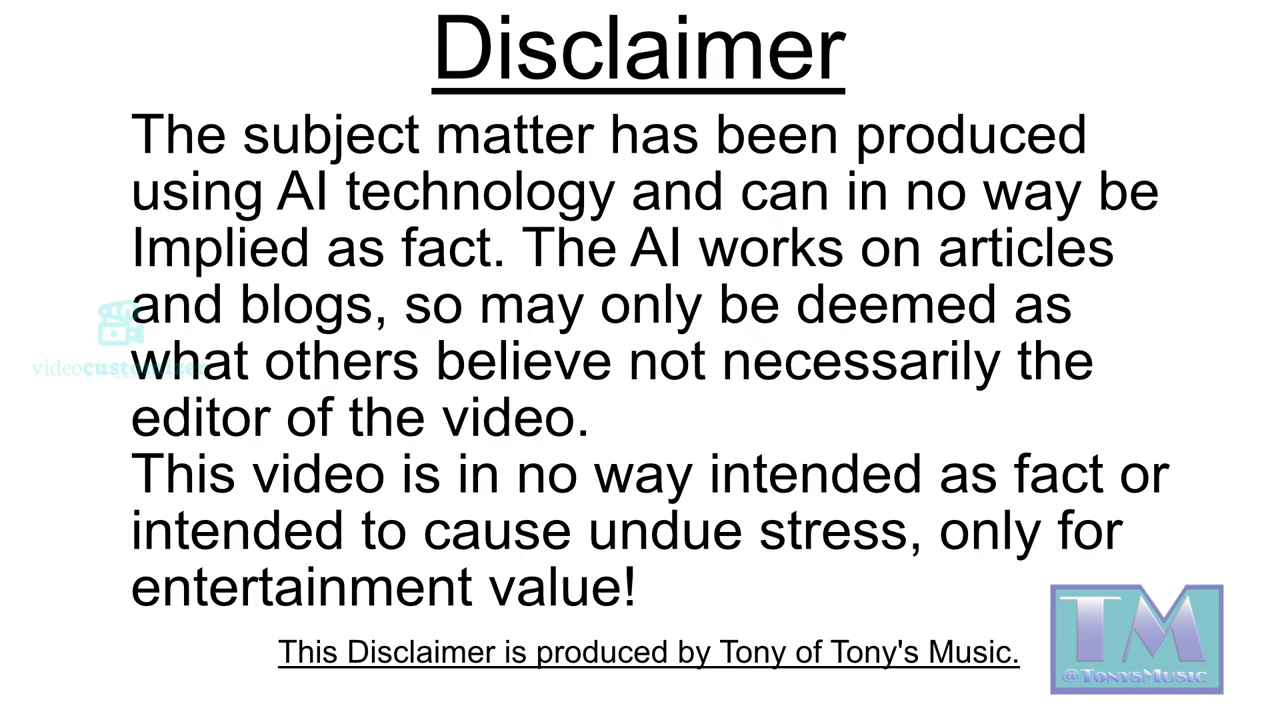 Disclaimer
The subject matter has been produced
using AI technology and can in no way be
Implied as fact. The AI works on articles
and blogs, so may only be deemed as
what others believe not necessarily the
editor of the video.
This video is in no way intended as fact or
intended to cause undue stress, only for
entertainment value!
This Disclaimer is produced by Tony of Tony's Music.
videocustomizer
TM
@TonysMusic